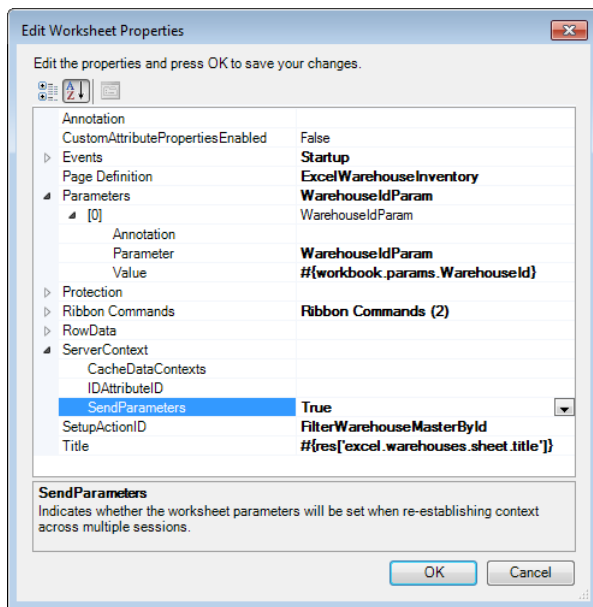 Edit Worksheet Properties
Edit the properties and press OK to save your changes.
Annotation
CustomAttributePropertiesEnabled False
Events Startup
Page Definition ExcelWarehouseInventory
Parameters WarehouseIdParam
[0] WarehouseIdParam
Annotation
Parameter WarehouseIdParam
Value #{workbook.params.WarehouseId}
Protection
Ribbon Commands Ribbon Commands (2)
RowData
ServerContext
CacheDataContexts
IDAttributeID
SendParameters True
SetupActionID FilterWarehouseMasterById
Title #{res['excel.warehouses.sheet.title']}
SendParameters
Indicates whether the worksheet parameters will be set when re-establishing context
across multiple sessions.
OK Cancel